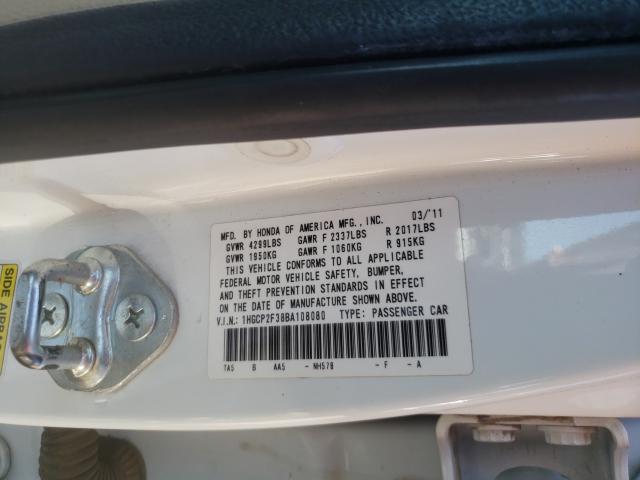 MFD. BY HONDA OF AMERICA MFG., INC. 03/'11
GVWR 4299LBS GAWR F 2337LBS R 2017LBS
GVWR 1950KG GAWR F 1060KG R 915KG
THIS VEHICLE CONFORMS TO ALL APPLICABLE
FEDERAL MOTOR VEHICLE SAFETY, BUMPER,
AND THEFT PREVENTION STANDARDS IN EFFECT
ON THE DATE OF MANUFACTURE SHOWN ABOVE.
V.I.N.: 1HGCP2F38BA108080 TYPE: PASSENGER CAR
TA5 B AA5 - NH578 - F - A
SIDE